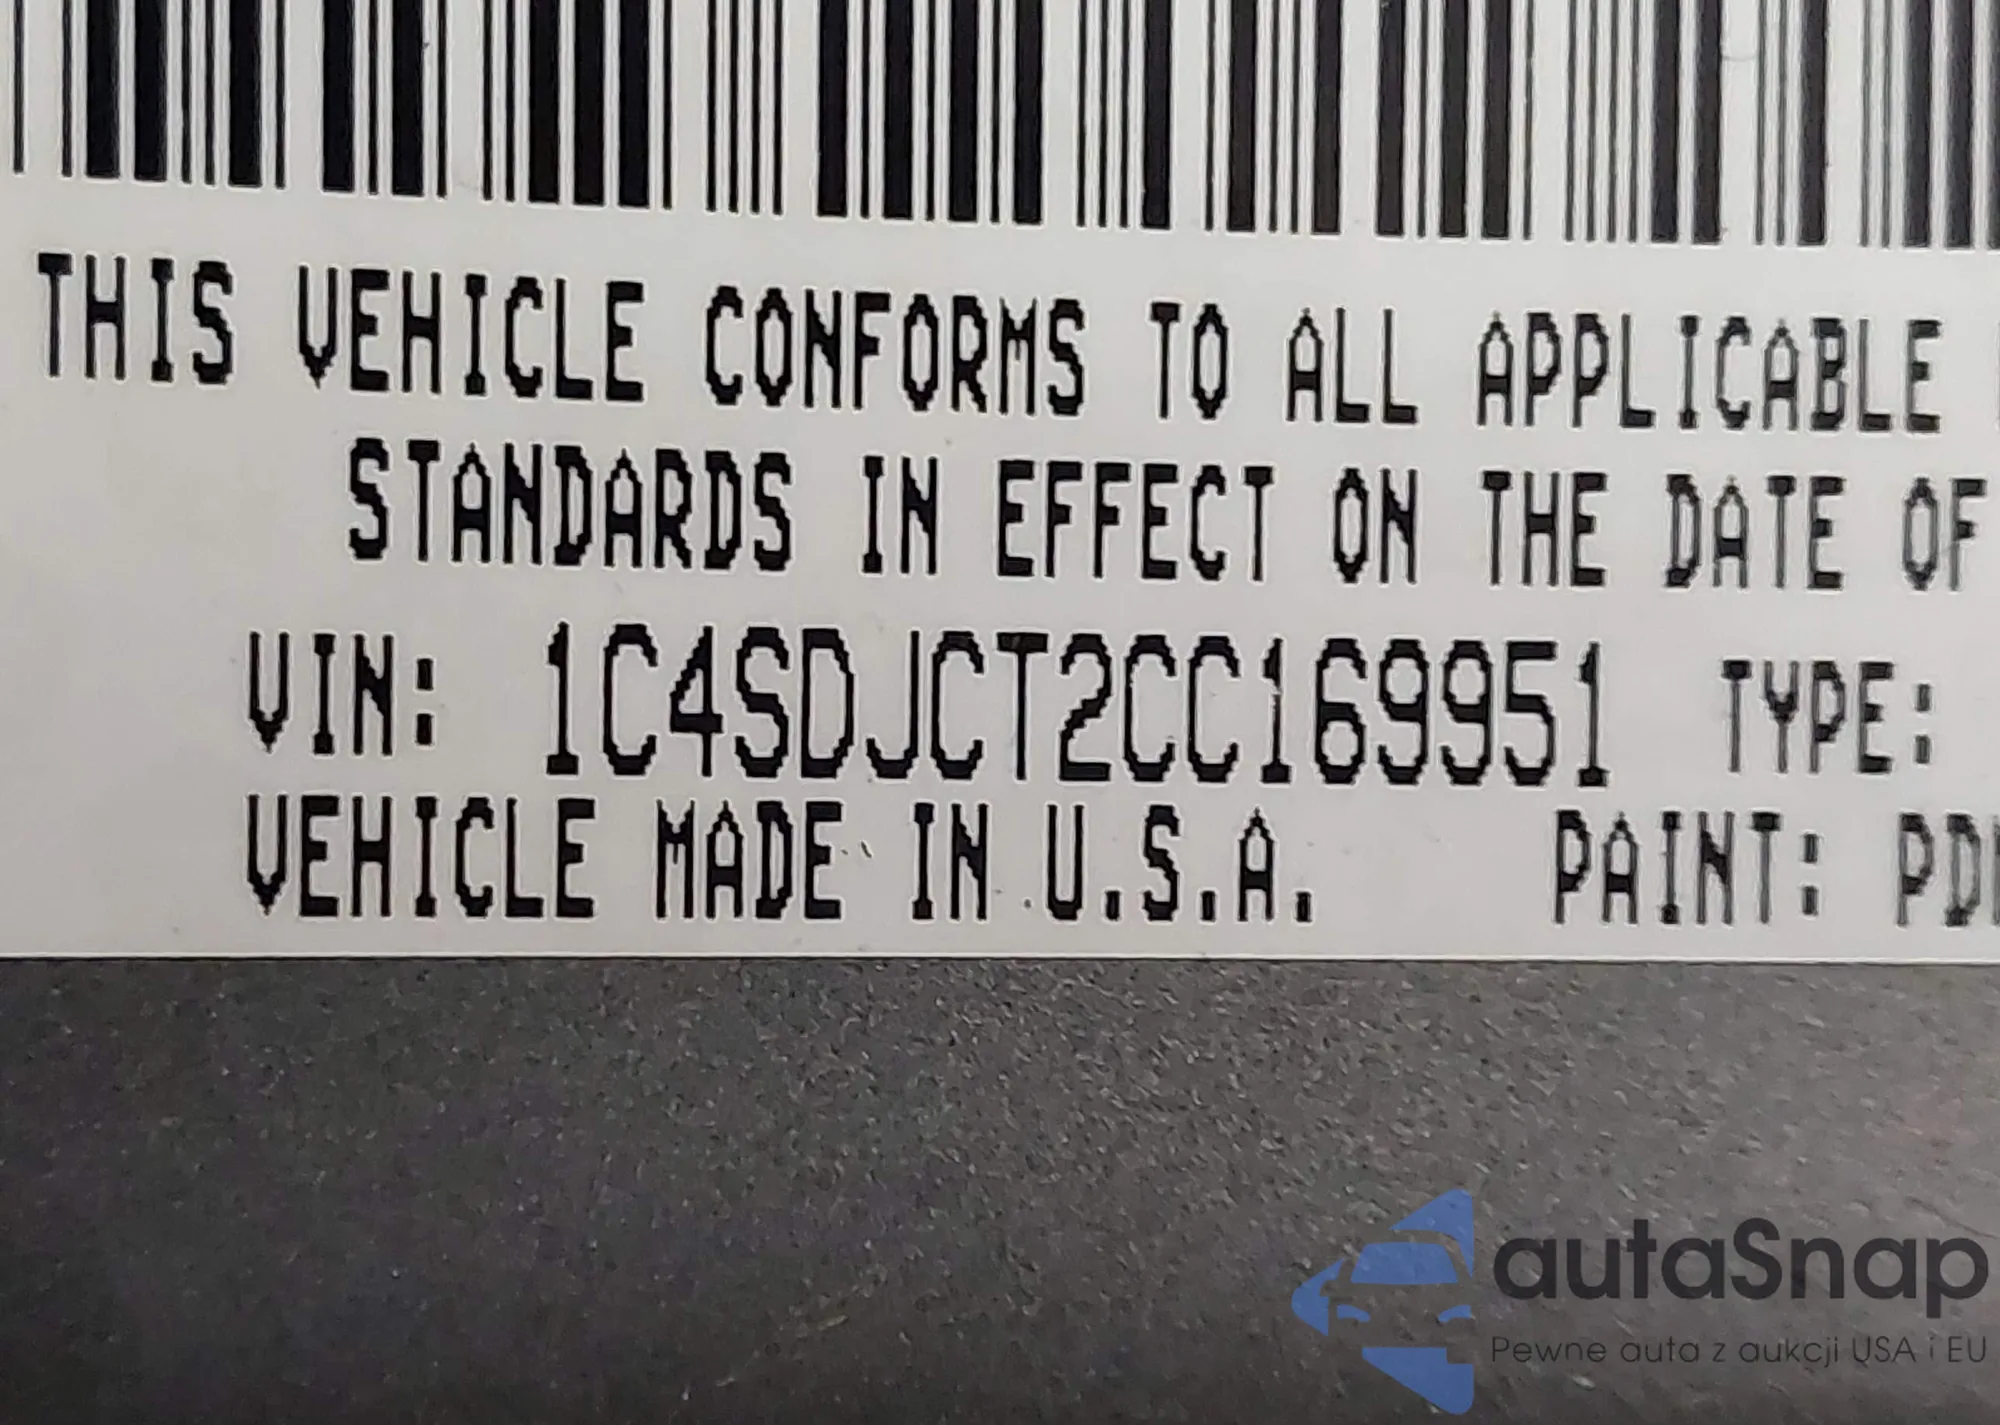 THIS VEHICLE CONFORMS TO ALL APPLICABLE
STANDARDS IN EFFECT ON THE DATE OF
VIN: 1C4SDJCT2CC169951 TYPE:
VEHICLE MADE IN U.S.A. PAINT: PD
autaSnap
Pewne auta z aukcji USA i EU